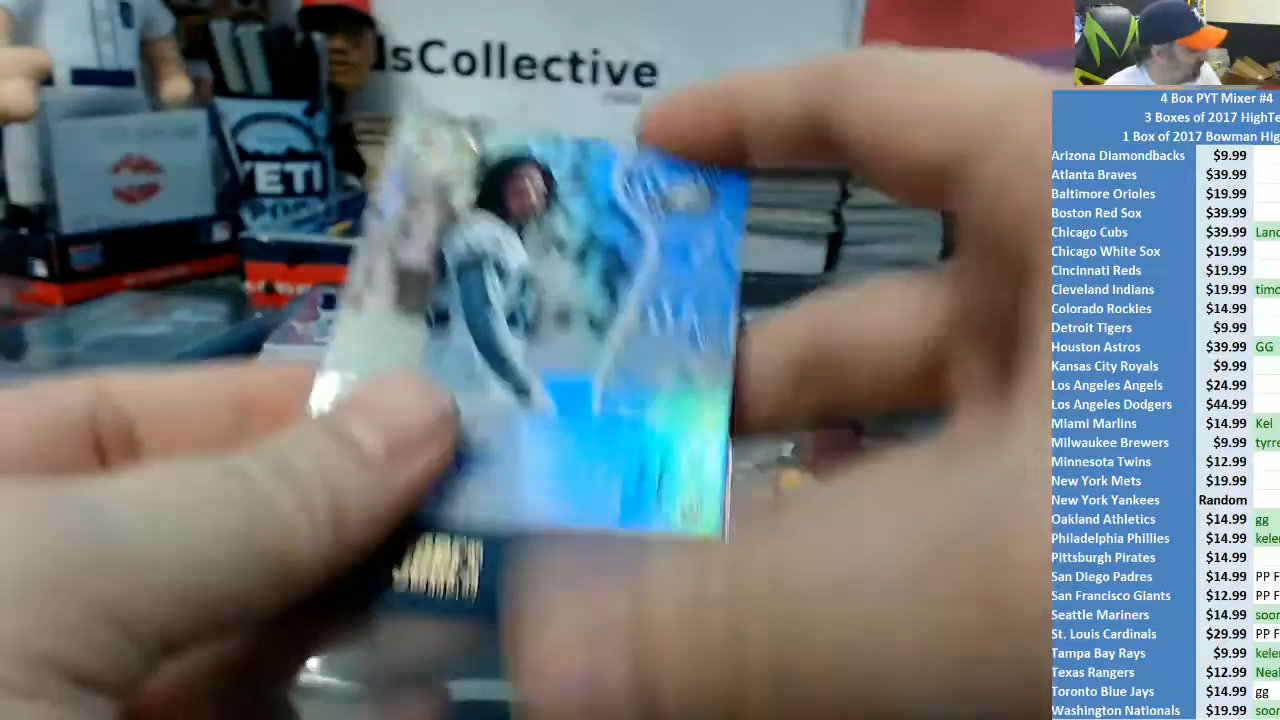 dsCollective
YETI
4 Box PYT Mixer #4
3 Boxes of 2017 HighTe
1 Box of 2017 Bowman Hig
Arizona Diamondbacks $9.99
Atlanta Braves $39.99
Baltimore Orioles $19.99
Boston Red Sox $39.99
Chicago Cubs $39.99 Land
Chicago White Sox $19.99
Cincinnati Reds $19.99
Cleveland Indians $19.99 timo
Colorado Rockies $14.99
Detroit Tigers $9.99
Houston Astros $39.99 GG
Kansas City Royals $9.99
Los Angeles Angels $24.99
Los Angeles Dodgers $44.99
Miami Marlins $14.99 Kel
Milwaukee Brewers $9.99 tyrre
Minnesota Twins $12.99
New York Mets $19.99
New York Yankees Random
Oakland Athletics $14.99 gg
Philadelphia Phillies $14.99 keler
Pittsburgh Pirates $14.99
San Diego Padres $14.99 PP F
San Francisco Giants $12.99 PP F
Seattle Mariners $14.99 soon
St. Louis Cardinals $29.99 PP F
Tampa Bay Rays $9.99 keler
Texas Rangers $12.99 Neal
Toronto Blue Jays $14.99 gg
Washington Nationals $19.99 soon